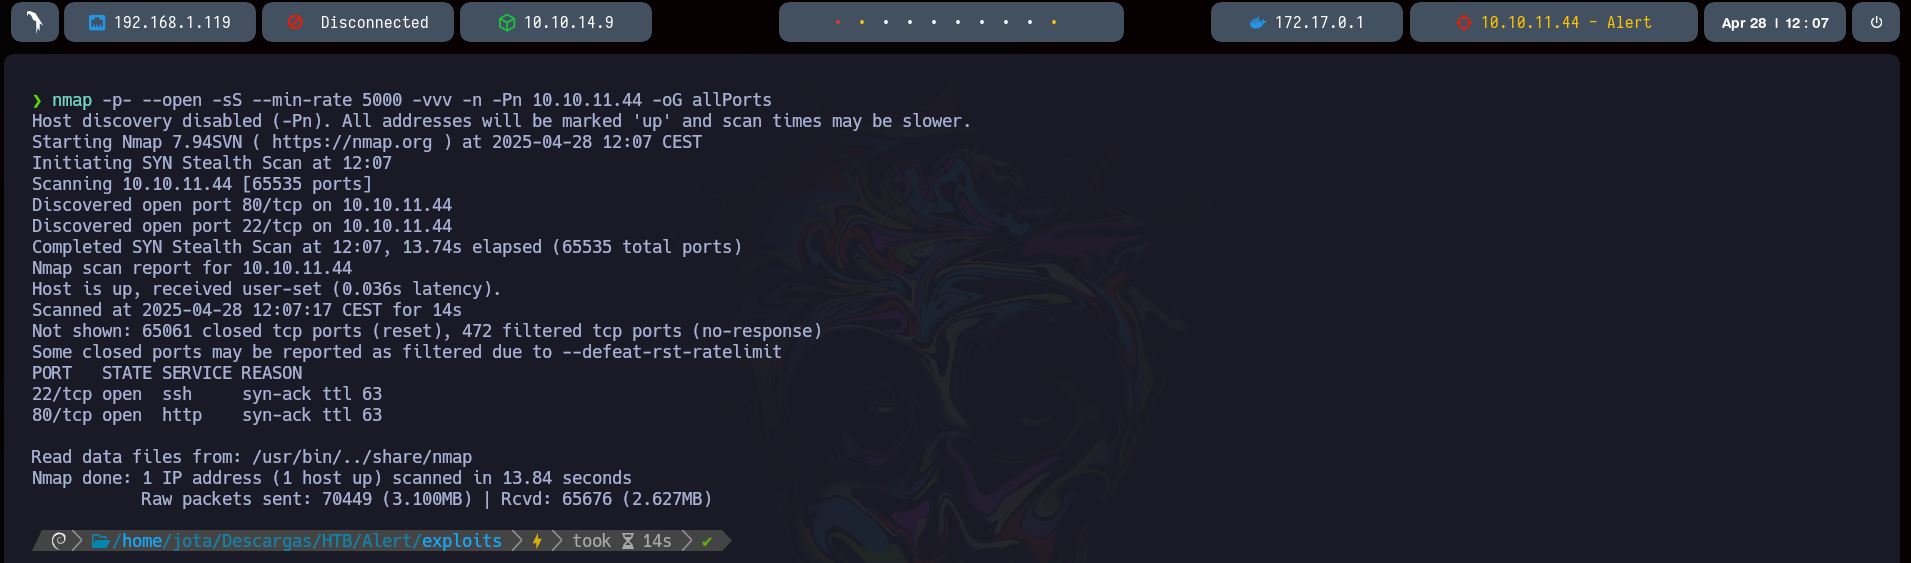 192.168.1.119 Disconnected 10.10.14.9 172.17.0.1 10.10.11.44 - Alert Apr 28 | 12:07
❯ nmap -p- --open -sS --min-rate 5000 -vvv -n -Pn 10.10.11.44 -oG allPorts
Host discovery disabled (-Pn). All addresses will be marked 'up' and scan times may be slower.
Starting Nmap 7.94SVN ( https://nmap.org ) at 2025-04-28 12:07 CEST
Initiating SYN Stealth Scan at 12:07
Scanning 10.10.11.44 [65535 ports]
Discovered open port 80/tcp on 10.10.11.44
Discovered open port 22/tcp on 10.10.11.44
Completed SYN Stealth Scan at 12:07, 13.74s elapsed (65535 total ports)
Nmap scan report for 10.10.11.44
Host is up, received user-set (0.036s latency).
Scanned at 2025-04-28 12:07:17 CEST for 14s
Not shown: 65061 closed tcp ports (reset), 472 filtered tcp ports (no-response)
Some closed ports may be reported as filtered due to --defeat-rst-ratelimit
PORT   STATE SERVICE REASON
22/tcp open  ssh     syn-ack ttl 63
80/tcp open  http    syn-ack ttl 63
Read data files from: /usr/bin/../share/nmap
Nmap done: 1 IP address (1 host up) scanned in 13.84 seconds
Raw packets sent: 70449 (3.100MB) | Rcvd: 65676 (2.627MB)
/home/jota/Descargas/HTB/Alert/exploits took 14s ✔